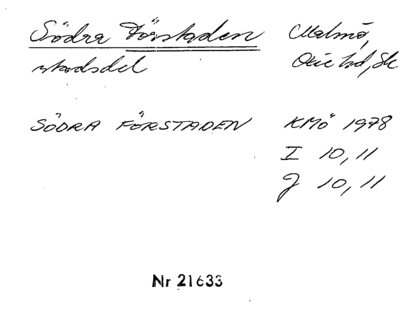 Södra Förstaden Malmö,
stadsdel Oxie hd, Sk
SÖDRA FÖRSTADEN KMÖ 1978
I 10, 11
J 10, 11
Nr 21633